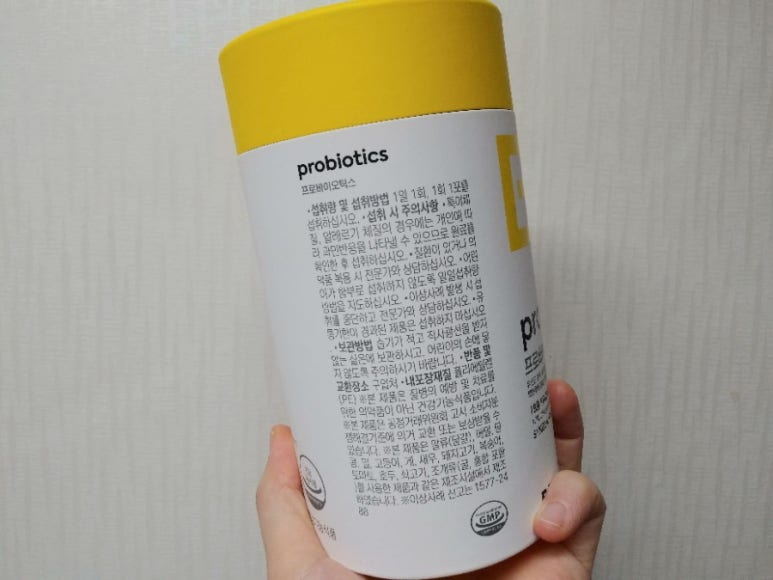 probiotics
프로바이오틱스
• 섭취량 및 섭취방법 1일 1회, 1회 1포를
섭취하십시오. • 섭취 시 주의사항 • 특이체
질, 알레르기 체질의 경우에는 개인에 따
라 과민반응을 나타낼 수 있으므로 원료를
확인한 후 섭취하십시오. • 질환이 있거나 의
약품 복용 시 전문가와 상담하십시오. • 어린
이가 함부로 섭취하지 않도록 일일섭취량
방법을 지도하십시오. • 이상사례 발생 시 섭
취를 중단하고 전문가와 상담하십시오. • 유
통기한이 경과된 제품은 섭취하지 마십시오
• 보관방법 습기가 적고 직사광선을 받지
않는 실온에 보관하시고, 어린이의 손에 닿
지 않도록 주의하시기 바랍니다. • 반품 및
교환장소 구입처 • 내포장재질 폴리에틸렌
(PE) ※본 제품은 질병의 예방 및 치료를
위한 의약품이 아닌 건강기능식품입니다.
※본 제품은 공정거래위원회 고시 소비자분
쟁해결기준에 의거 교환 또는 보상받을 수
있습니다. ※본 제품은 알류(달걀), 메밀, 땅
콩, 밀, 고등어, 게, 새우, 돼지고기, 복숭아,
토마토, 호두, 쇠고기, 조개류(굴, 홍합 포함
)를 사용한 제품과 같은 제조시설에서 제조
하였습니다. ※이상사례 신고는 1577-24
88
GMP
pr
프로